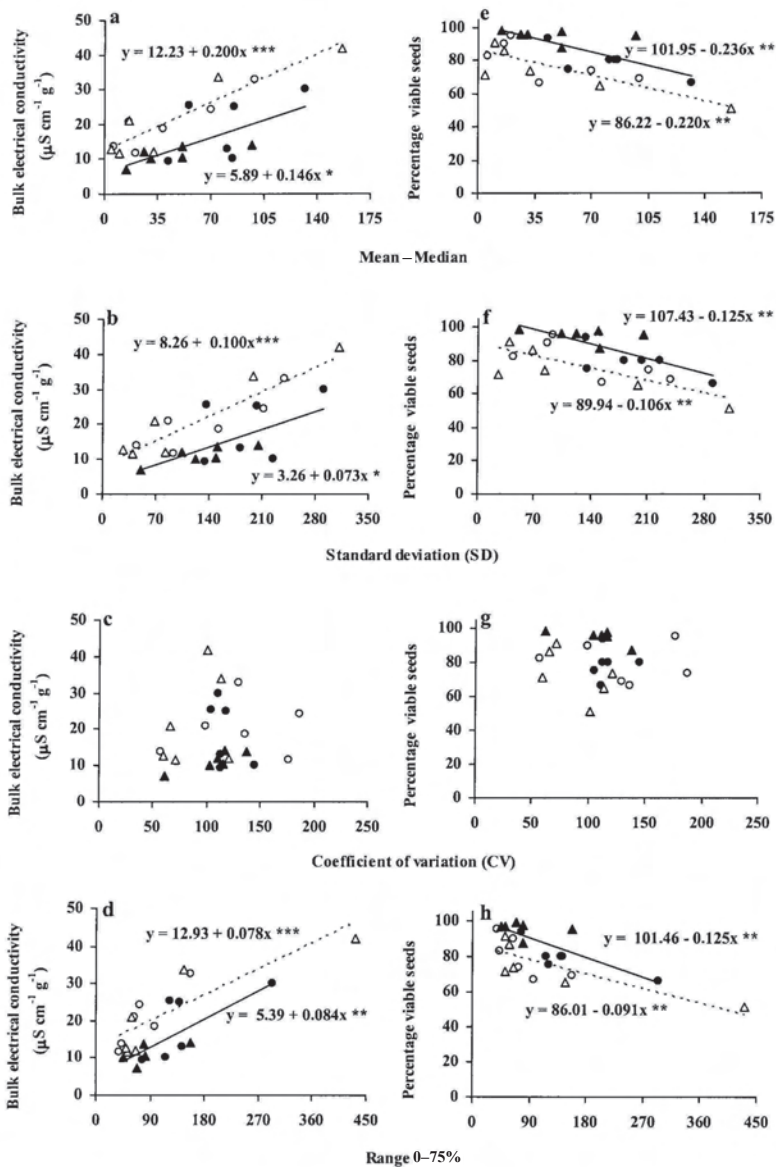 a
Bulk electrical conductivity
(µS cm⁻¹ g⁻¹)
50
40
30
20
10
0
y = 12.23 + 0.200x ***
y = 5.89 + 0.146x *
0 35 70 105 140 175
e
Percentage viable seeds
100
80
60
40
20
0
101.95 - 0.236x **
86.22 - 0.220x **
0 35 70 105 140 175
Mean – Median
b
Bulk electrical conductivity
(µS cm⁻¹ g⁻¹)
50
40
30
20
10
0
y = 8.26 + 0.100x***
y = 3.26 + 0.073x *
0 70 140 210 280 350
f
Percentage viable seeds
100
80
60
40
20
0
y = 107.43 - 0.125x **
89.94 - 0.106x **
0 70 140 210 280 350
Standard deviation (SD)
c
Bulk electrical conductivity
(µS cm⁻¹ g⁻¹)
50
40
30
20
10
0
0 50 100 150 200 250
g
Percentage viable seeds
100
80
60
40
20
0
0 50 100 150 200 250
Coefficient of variation (CV)
d
Bulk electrical conductivity
(µS cm⁻¹ g⁻¹)
50
40
30
20
10
0
y = 12.93 + 0.078x ***
y = 5.39 + 0.084x **
0 90 180 270 360 450
h
Percentage viable seeds
100
80
60
40
20
0
y = 101.46 - 0.125x **
86.01 - 0.091x **
0 90 180 270 360 450
Range 0–75%